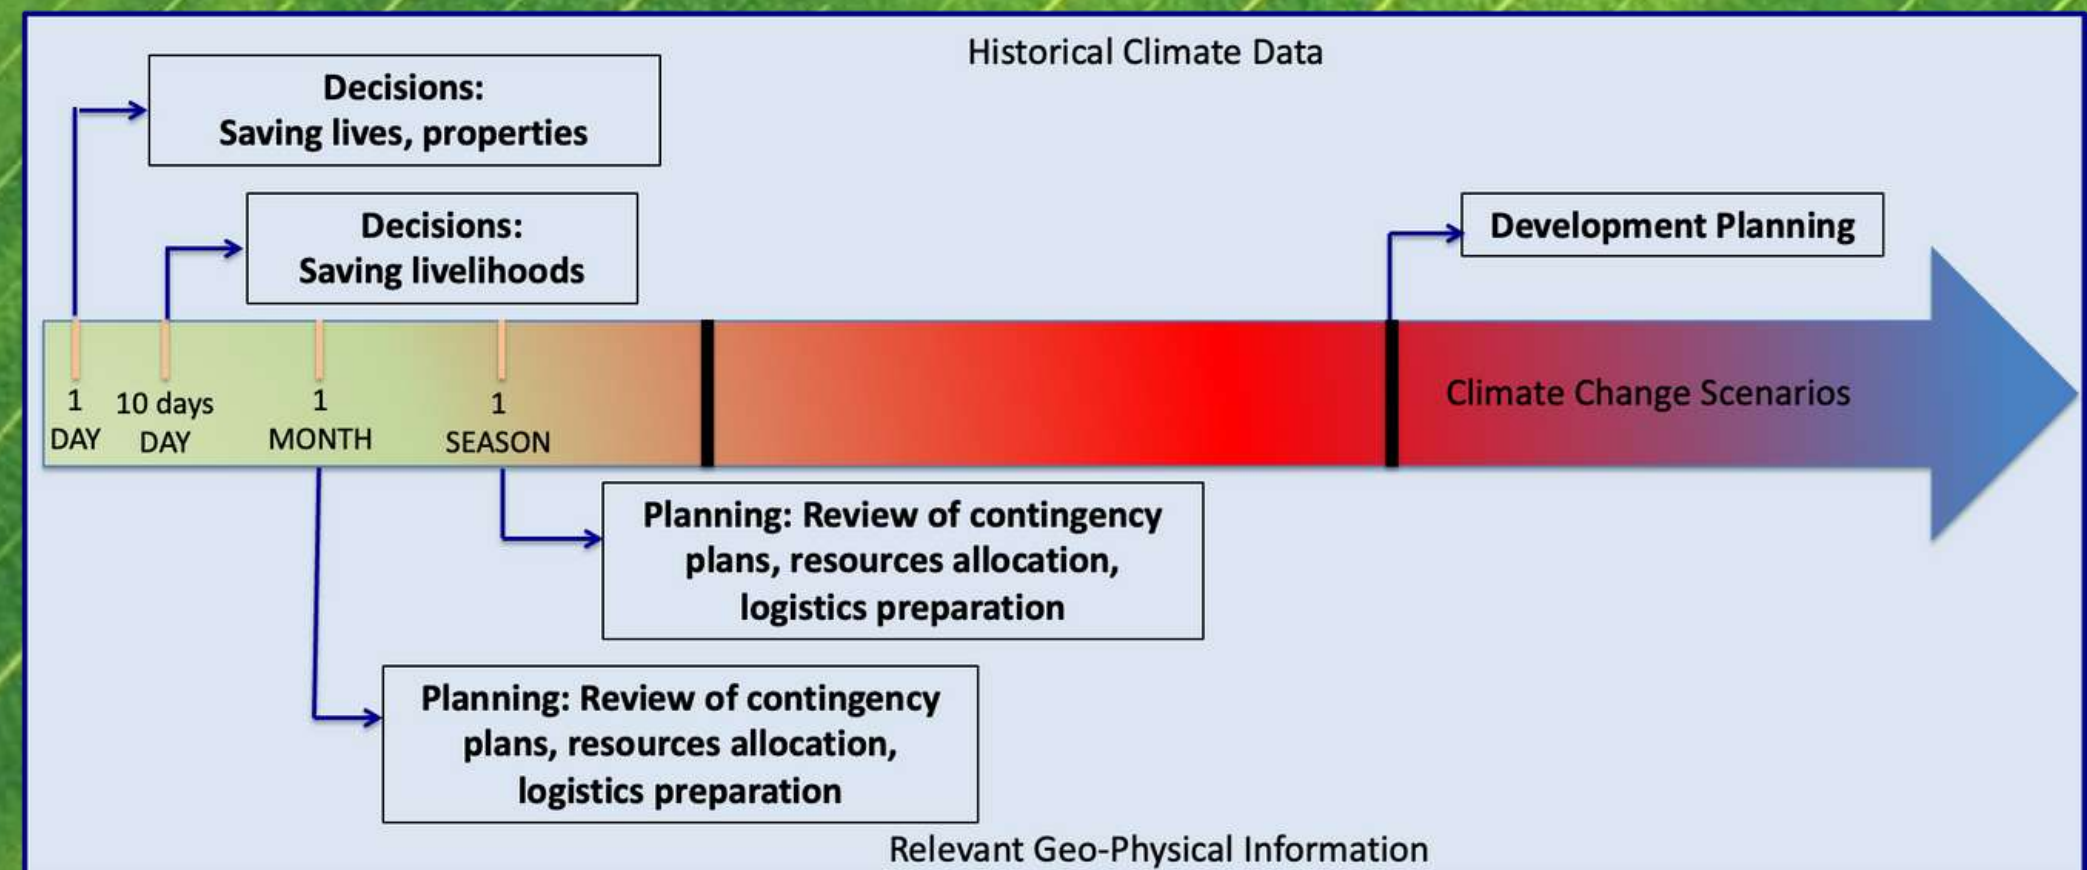 Historical Climate Data
Decisions:
Saving lives, properties
Decisions:
Saving livelihoods
Development Planning
1
DAY
10 days
DAY
1
MONTH
1
SEASON
Climate Change Scenarios
Planning: Review of contingency
plans, resources allocation,
logistics preparation
Planning: Review of contingency
plans, resources allocation,
logistics preparation
Relevant Geo-Physical Information